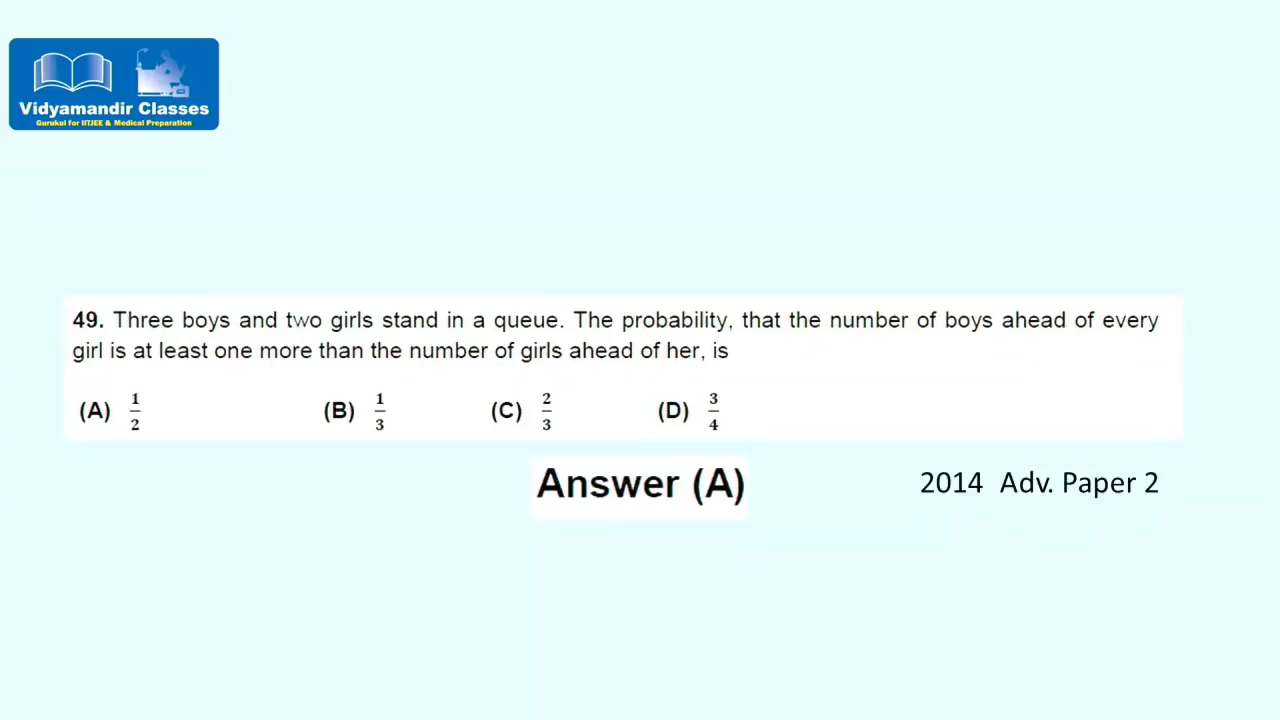 Vidyamandir Classes
Gurukul for IITJEE & Medical Preparation
49. Three boys and two girls stand in a queue. The probability, that the number of boys ahead of every
girl is at least one more than the number of girls ahead of her, is
(A) 1/2 (B) 1/3 (C) 2/3 (D) 3/4
Answer (A)
2014 Adv. Paper 2